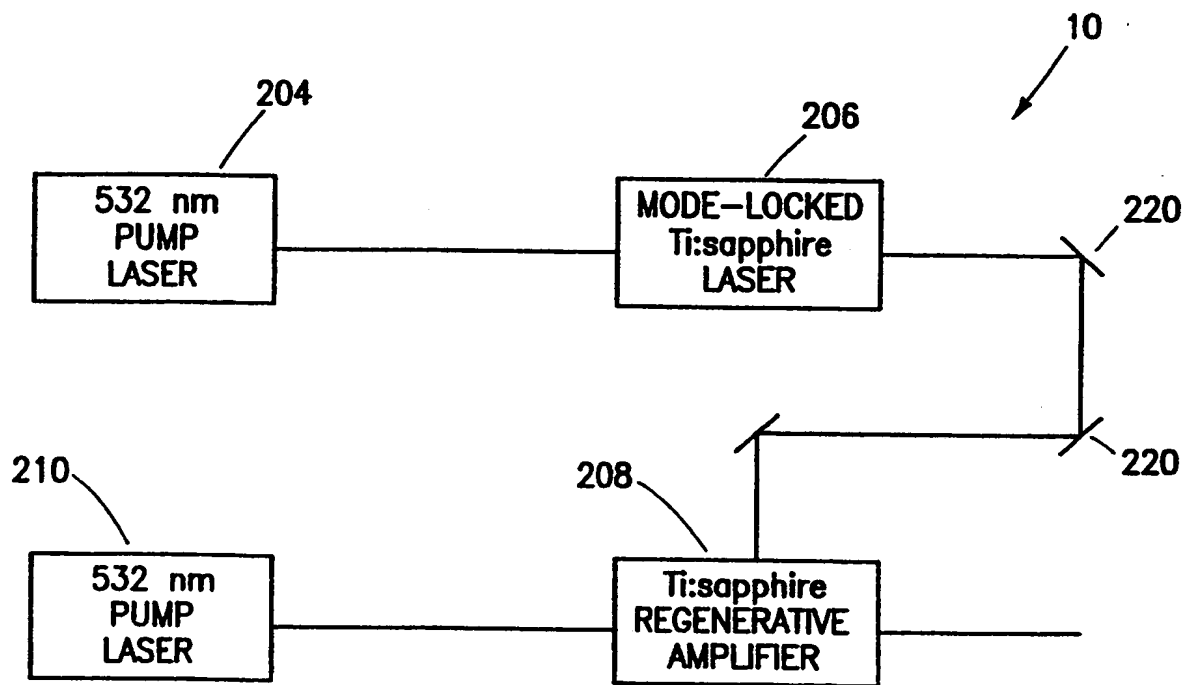 10
204
206
532 nm
PUMP
LASER
MODE-LOCKED
Ti:sapphire
LASER
220
220
210
208
532 nm
PUMP
LASER
Ti:sapphire
REGENERATIVE
AMPLIFIER